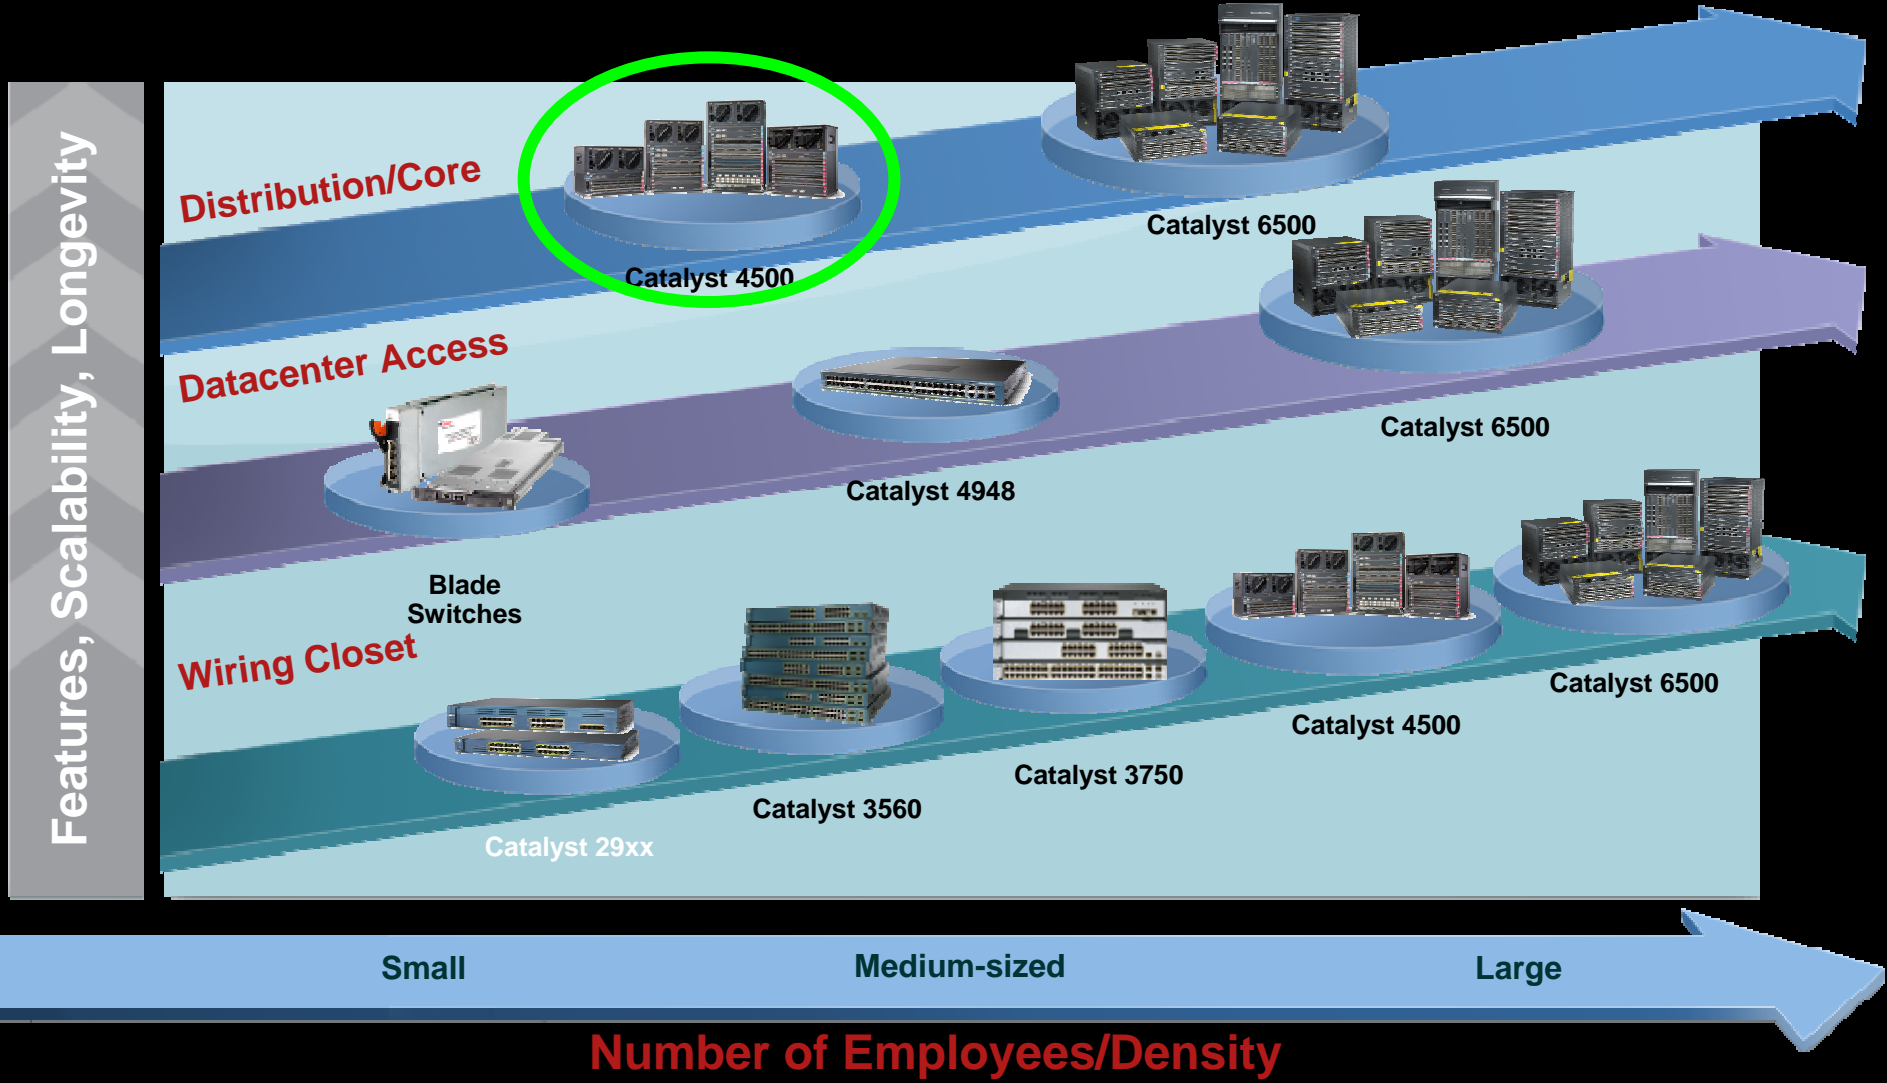 Features, Scalability, Longevity
Distribution/Core
Catalyst 4500
Catalyst 6500
Datacenter Access
Blade
Switches
Catalyst 4948
Catalyst 6500
Wiring Closet
Catalyst 29xx
Catalyst 3560
Catalyst 3750
Catalyst 4500
Catalyst 6500
Small
Medium-sized
Large
Number of Employees/Density